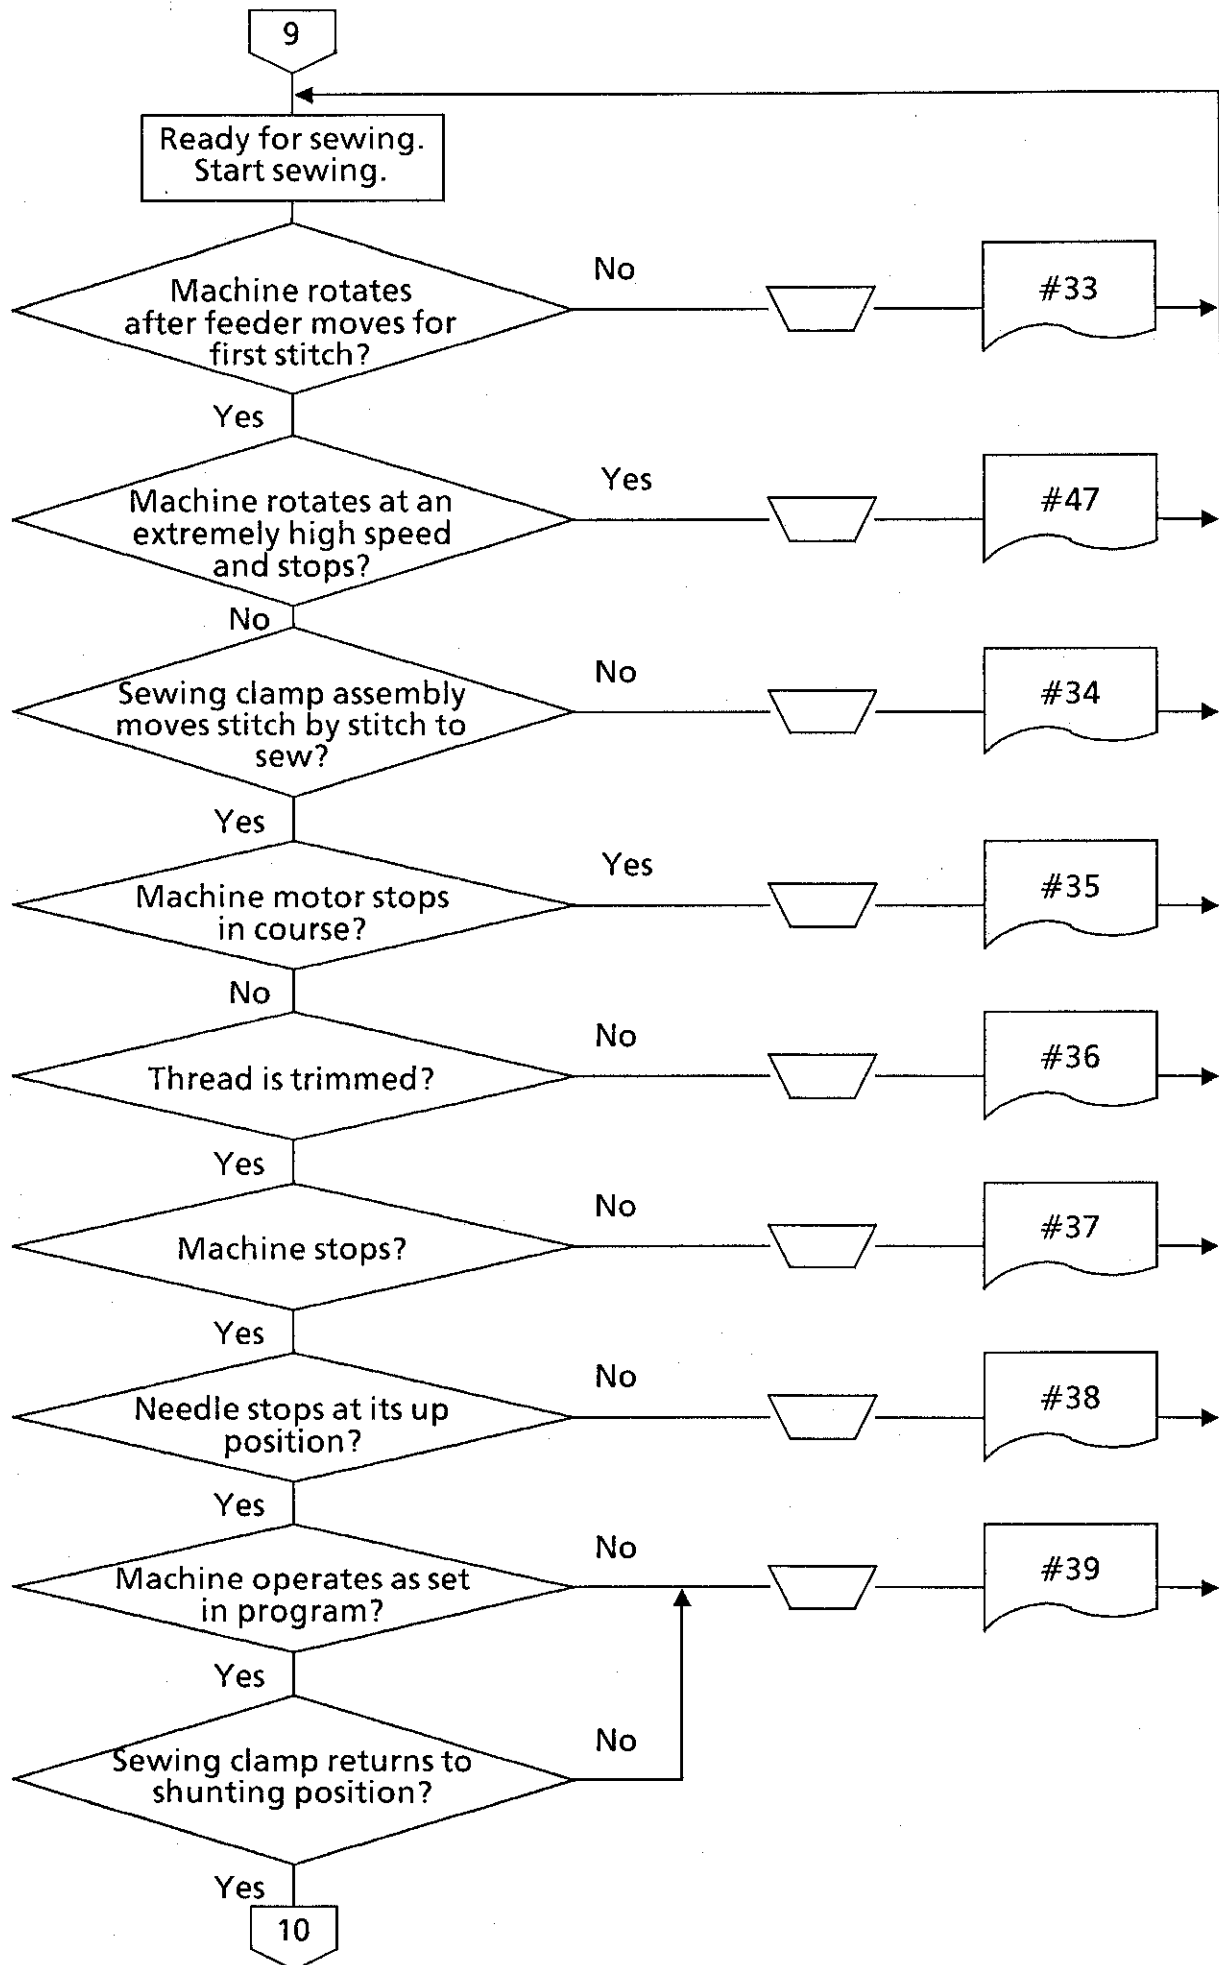 9
Ready for sewing.
Start sewing.
Machine rotates
after feeder moves for
first stitch?
No
#33
Yes
Machine rotates at an
extremely high speed
and stops?
Yes
#47
No
Sewing clamp assembly
moves stitch by stitch to
sew?
No
#34
Yes
Machine motor stops
in course?
Yes
#35
No
Thread is trimmed?
No
#36
Yes
Machine stops?
No
#37
Yes
Needle stops at its up
position?
No
#38
Yes
Machine operates as set
in program?
No
#39
Yes
Sewing clamp returns to
shunting position?
No
Yes
10